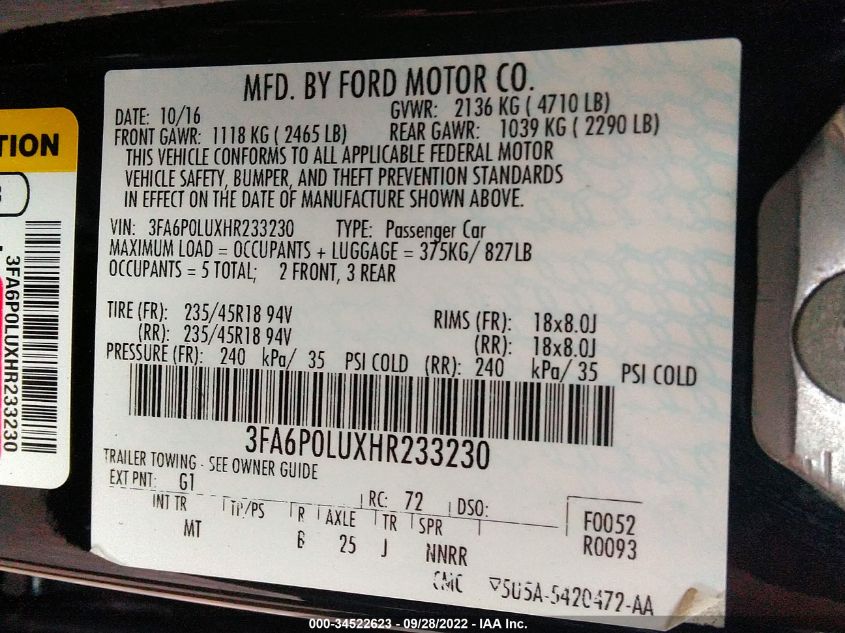 MFD. BY FORD MOTOR CO.
DATE: 10/16 GVWR: 2136 KG ( 4710 LB)
FRONT GAWR: 1118 KG ( 2465 LB) REAR GAWR: 1039 KG ( 2290 LB)
THIS VEHICLE CONFORMS TO ALL APPLICABLE FEDERAL MOTOR
VEHICLE SAFETY, BUMPER, AND THEFT PREVENTION STANDARDS
IN EFFECT ON THE DATE OF MANUFACTURE SHOWN ABOVE.
VIN: 3FA6P0LUXHR233230 TYPE: Passenger Car
MAXIMUM LOAD = OCCUPANTS + LUGGAGE = 375KG/ 827LB
OCCUPANTS = 5 TOTAL; 2 FRONT, 3 REAR
TIRE (FR): 235/45R18 94V RIMS (FR): 18x8.0J
(RR): 235/45R18 94V (RR): 18x8.0J
PRESSURE (FR): 240 kPa/ 35 PSI COLD (RR): 240 kPa/ 35 PSI COLD
3FA6P0LUXHR233230
TRAILER TOWING - SEE OWNER GUIDE
EXT PNT: G1 RC: 72 DSO:
INT TR TP/PS R AXLE TR SPR F0052
MT B 25 J NNRR R0093
CMC 5U5A-5420472-AA
TION
3FA6P0LUXHR233230
000-34522623 - 09/28/2022 - IAA Inc.